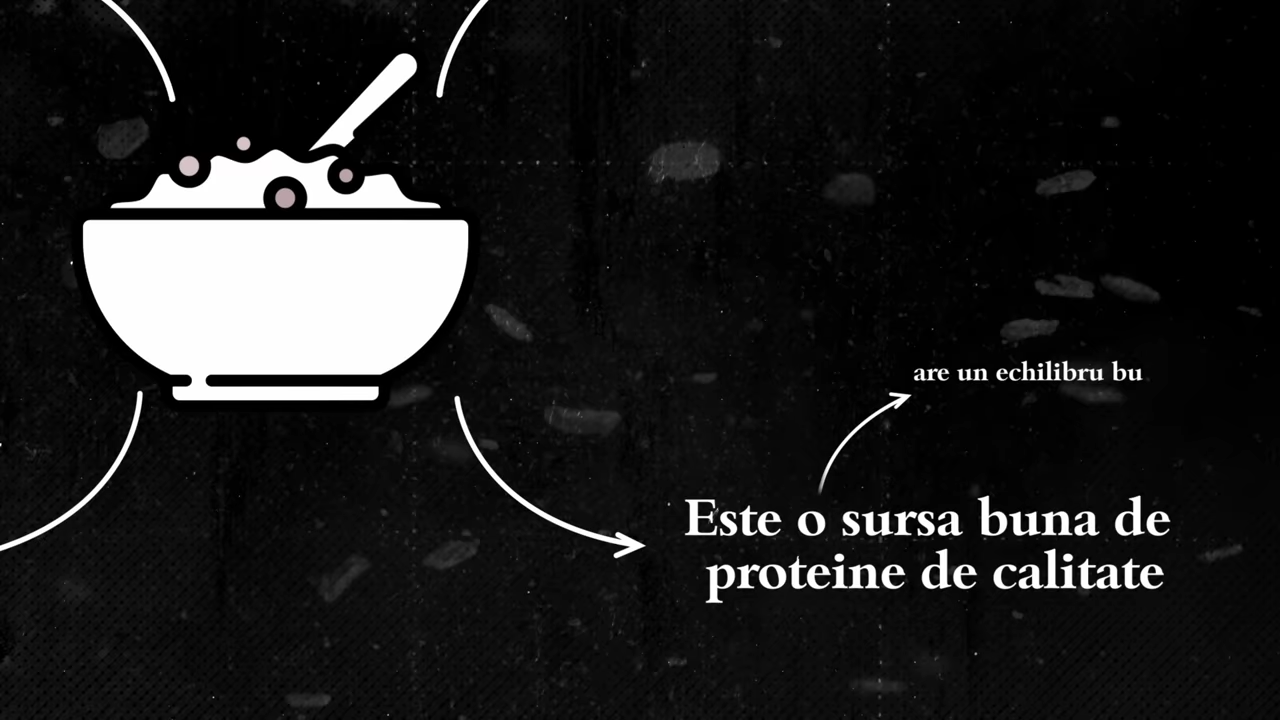 are un echilibru bu
Este o sursa buna de
proteine de calitate